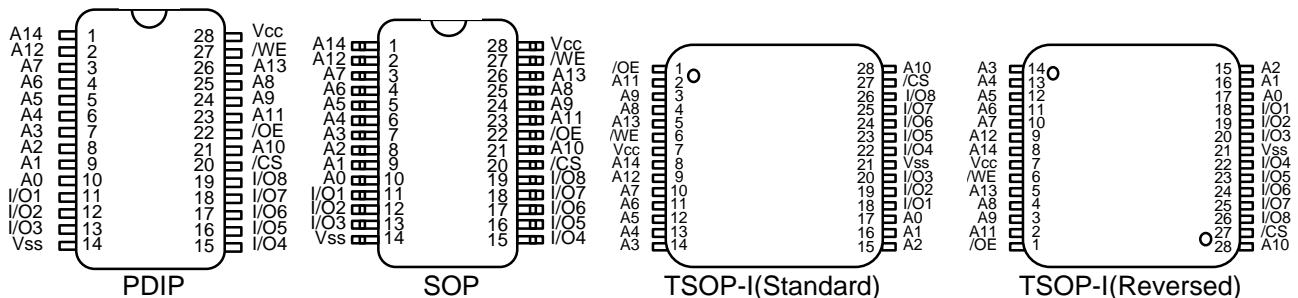 A14 1 28 Vcc
A12 2 27 /WE
A7 3 26 A13
A6 4 25 A8
A5 5 24 A9
A4 6 23 A11
A3 7 22 /OE
A2 8 21 A10
A1 9 20 /CS
A0 10 19 I/O8
I/O1 11 18 I/O7
I/O2 12 17 I/O6
I/O3 13 16 I/O5
Vss 14 15 I/O4
PDIP
A14 1 28 Vcc
A12 2 27 /WE
A7 3 26 A13
A6 4 25 A8
A5 5 24 A9
A4 6 23 A11
A3 7 22 /OE
A2 8 21 A10
A1 9 20 /CS
A0 10 19 I/O8
I/O1 11 18 I/O7
I/O2 12 17 I/O6
I/O3 13 16 I/O5
Vss 14 15 I/O4
SOP
/OE 1 28 A10
A11 2 27 /CS
A9 3 26 I/O8
A8 4 25 I/O7
A13 5 24 I/O6
/WE 6 23 I/O5
Vcc 7 22 I/O4
A14 8 21 Vss
A12 9 20 I/O3
A7 10 19 I/O2
A6 11 18 I/O1
A5 12 17 A0
A4 13 16 A1
A3 14 15 A2
TSOP-I(Standard)
A3 14 15 A2
A4 13 16 A1
A5 12 17 A0
A6 11 18 I/O1
A7 10 19 I/O2
A12 9 20 I/O3
A14 8 21 Vss
Vcc 7 22 I/O4
/WE 6 23 I/O5
A13 5 24 I/O6
A8 4 25 I/O7
A9 3 26 I/O8
A11 2 27 /CS
/OE 1 28 A10
TSOP-I(Reversed)